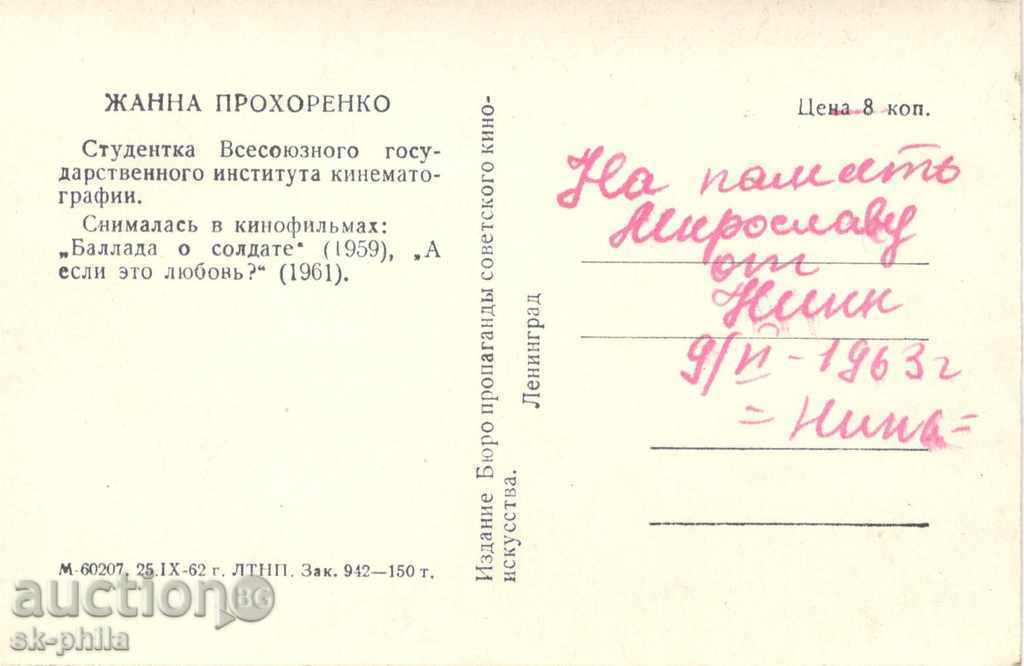 ЖАННА ПРОХОРЕНКО
Студентка Всесоюзного госу-
дарственного института кинемато-
графии.
Снималась в кинофильмах:
„Баллада о солдате“ (1959), „А
если это любовь?“ (1961).
М-60207. 25.IX-62 г. ЛТНП. Зак. 942—150 т.
Издание Бюро пропаганды советского кино-
искусства.
Ленинград
Цена 8 коп.
На память
Мирославу
от
Нини
9/II-1963 г
= Нина =
auction BG
sk-phila